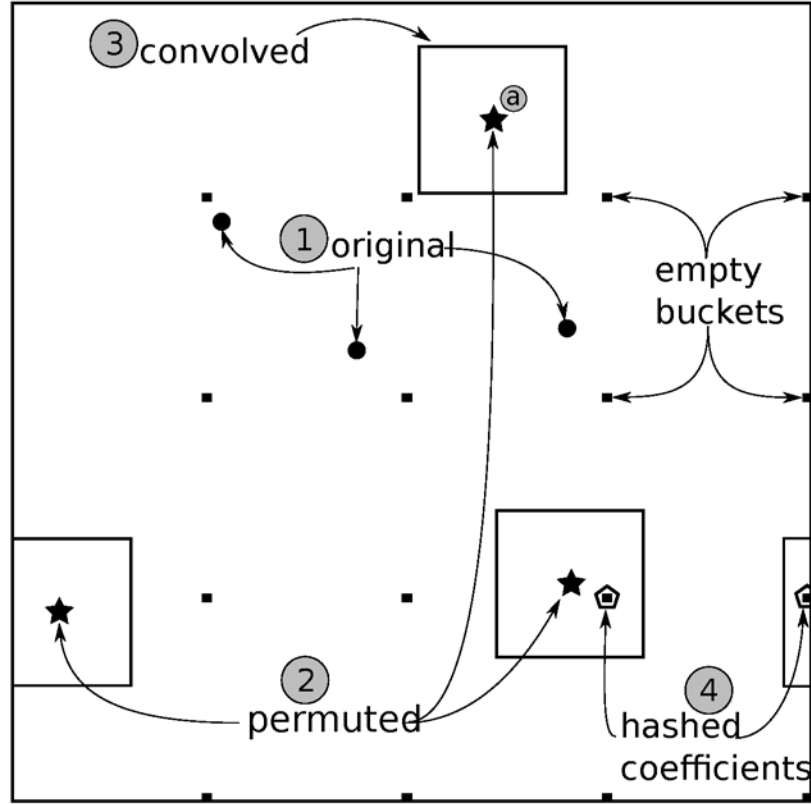 3 convolved
a
1 original
empty
buckets
2
permuted
4
hashed
coefficients